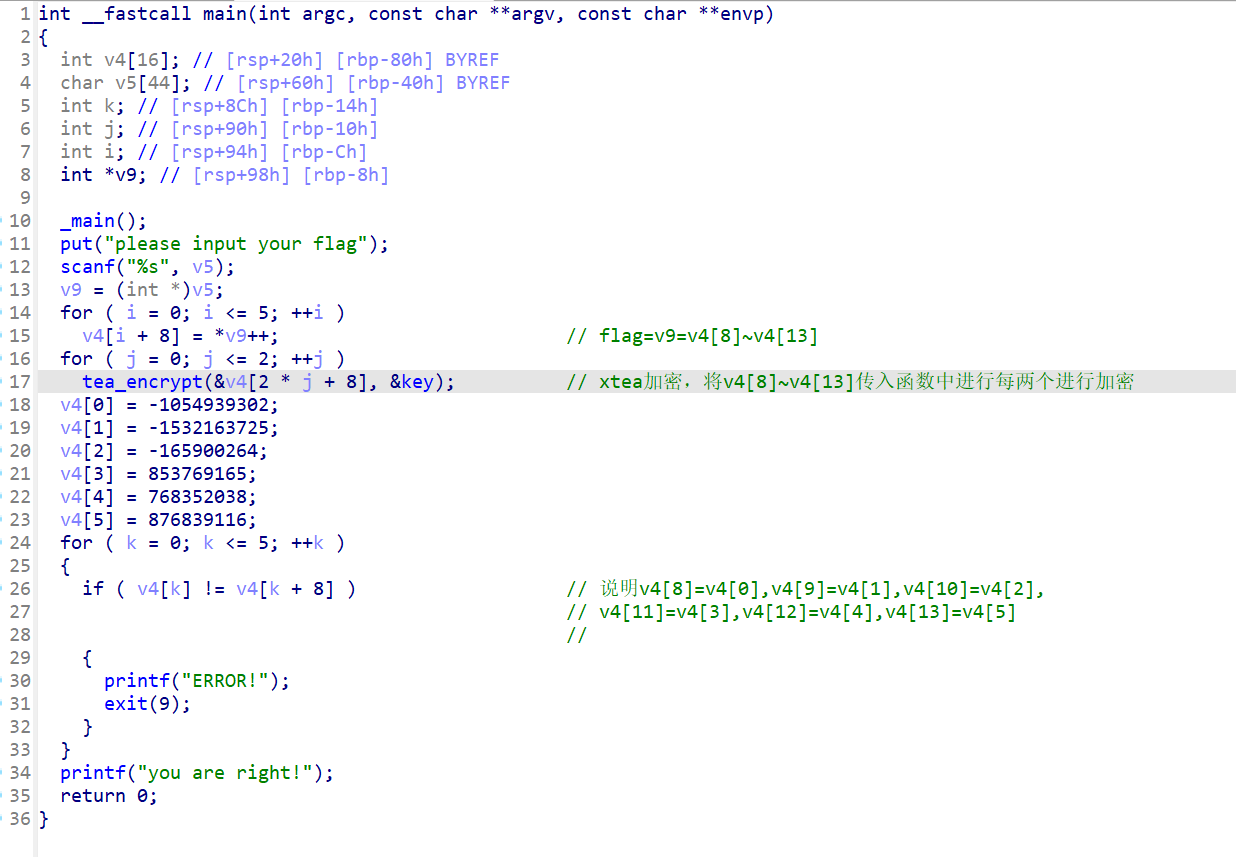 1 int __fastcall main(int argc, const char **argv, const char **envp)
2 {
3 int v4[16]; // [rsp+20h] [rbp-80h] BYREF
4 char v5[44]; // [rsp+60h] [rbp-40h] BYREF
5 int k; // [rsp+8Ch] [rbp-14h]
6 int j; // [rsp+90h] [rbp-10h]
7 int i; // [rsp+94h] [rbp-Ch]
8 int *v9; // [rsp+98h] [rbp-8h]
9
10 _main();
11 put("please input your flag");
12 scanf("%s", v5);
13 v9 = (int *)v5;
14 for ( i = 0; i <= 5; ++i )
15 v4[i + 8] = *v9++; // flag=v9=v4[8]~v4[13]
16 for ( j = 0; j <= 2; ++j )
17 tea_encrypt(&v4[2 * j + 8], &key); // xtea加密，将v4[8]~v4[13]传入函数中进行每两个进行加密
18 v4[0] = -1054939302;
19 v4[1] = -1532163725;
20 v4[2] = -165900264;
21 v4[3] = 853769165;
22 v4[4] = 768352038;
23 v4[5] = 876839116;
24 for ( k = 0; k <= 5; ++k )
25 {
26 if ( v4[k] != v4[k + 8] ) // 说明v4[8]=v4[0],v4[9]=v4[1],v4[10]=v4[2],
27 // v4[11]=v4[3],v4[12]=v4[4],v4[13]=v4[5]
28 //
29 {
30 printf("ERROR!");
31 exit(9);
32 }
33 }
34 printf("you are right!");
35 return 0;
36 }